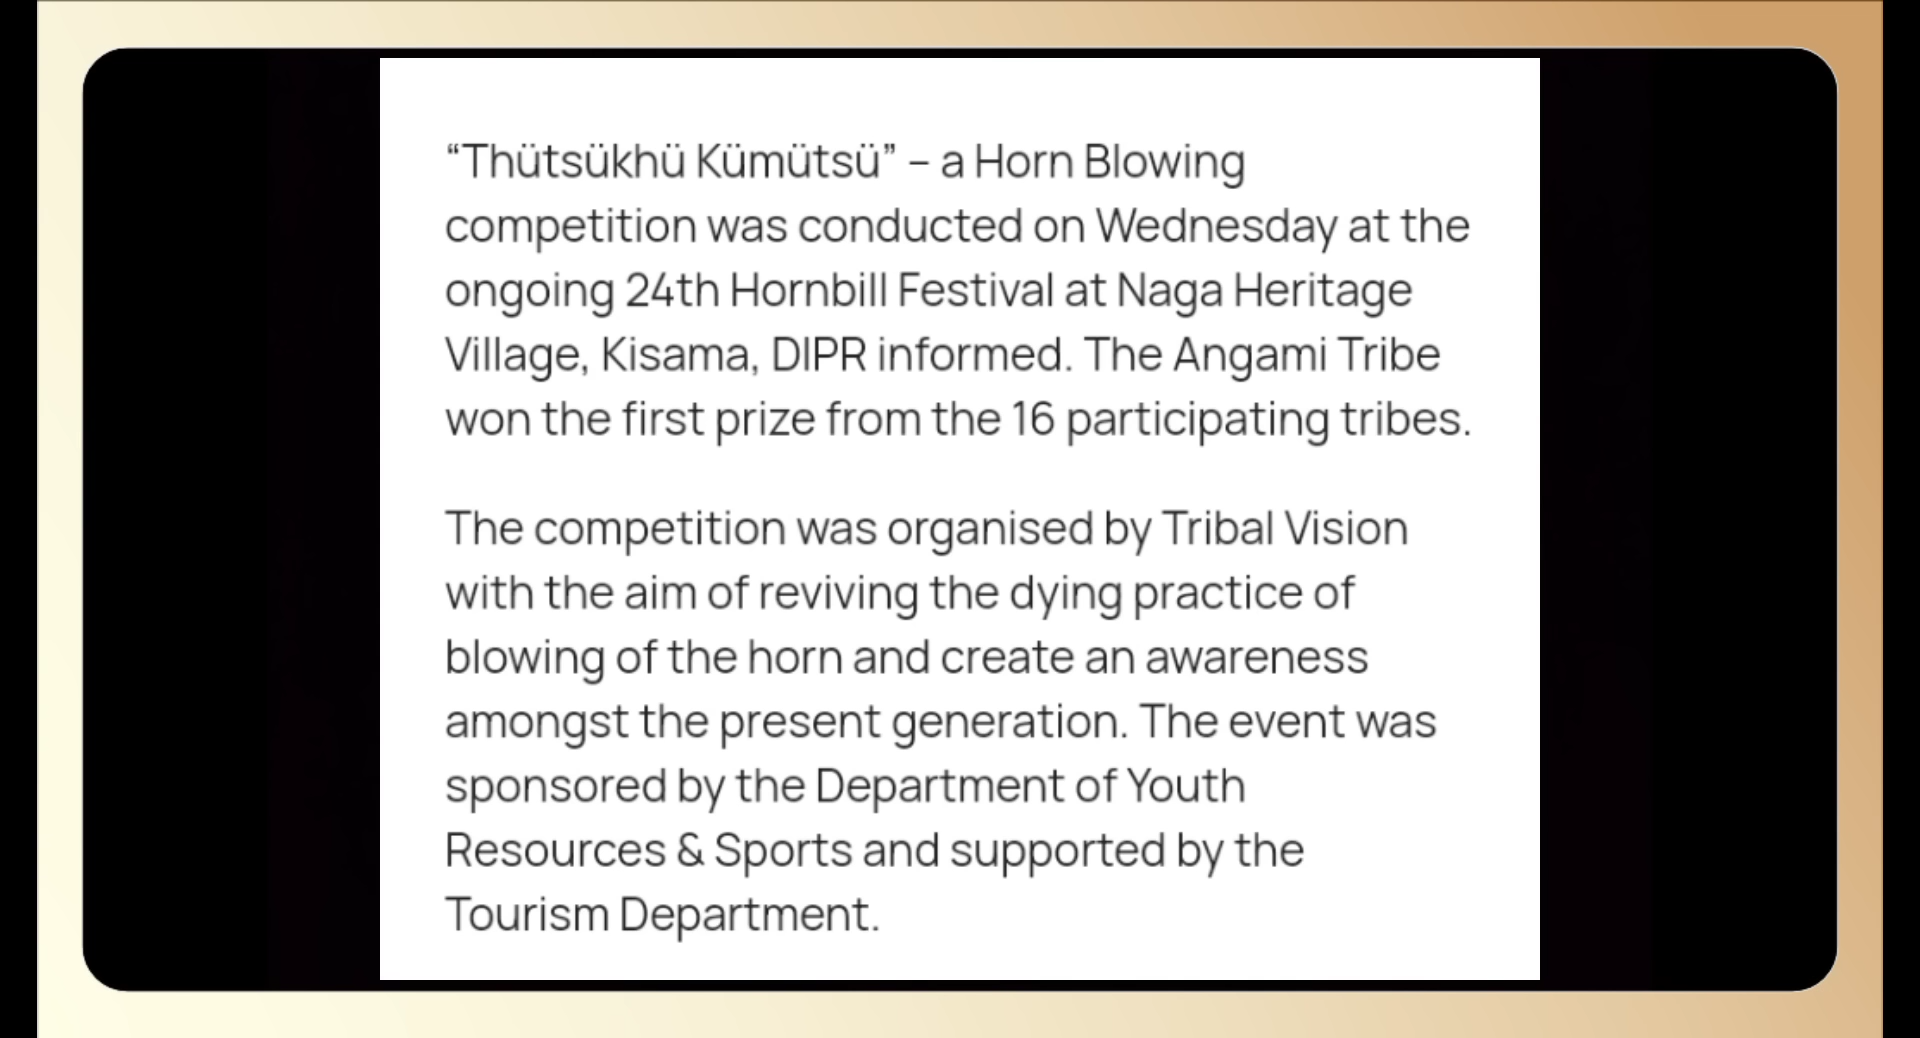 “Thütsükhü Kümütsü” – a Horn Blowing
competition was conducted on Wednesday at the
ongoing 24th Hornbill Festival at Naga Heritage
Village, Kisama, DIPR informed. The Angami Tribe
won the first prize from the 16 participating tribes.
The competition was organised by Tribal Vision
with the aim of reviving the dying practice of
blowing of the horn and create an awareness
amongst the present generation. The event was
sponsored by the Department of Youth
Resources & Sports and supported by the
Tourism Department.